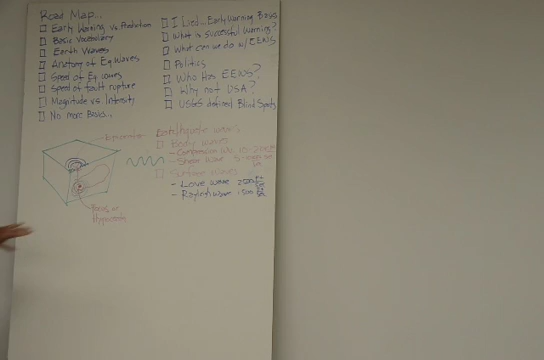 Road Map...
Early Warning vs Prediction
Basic Vocabulary
Earth Waves
Anatomy of Eq Waves
Speed of Eq waves
Speed of fault rupture
Magnitude vs Intensity
No more Basics...
I Lied... Early Warning Basics
What is Successful Warning?
What can we do w/ EEWS
Politics
Who Has EEWS?
Why not USA?
USGS defined Blind Spots
Epicenter
Earthquake waves
Body waves
- Compression
- Shear Wave
Surface Waves
- Love wave
- Rayleigh wave
Focus or
Hypocenter